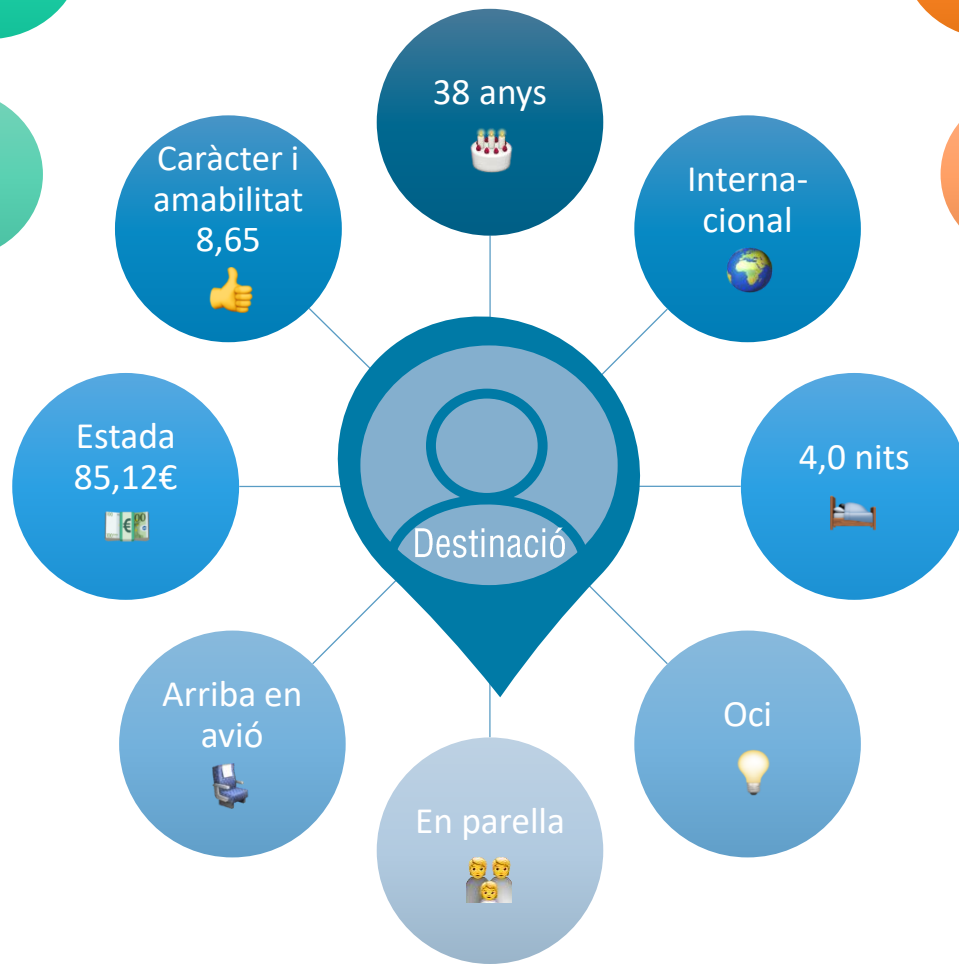 38 anys
Interna-
cional
4,0 nits
Oci
En parella
Arriba en
avió
Estada
85,12€
Caràcter i
amabilitat
8,65
Destinació